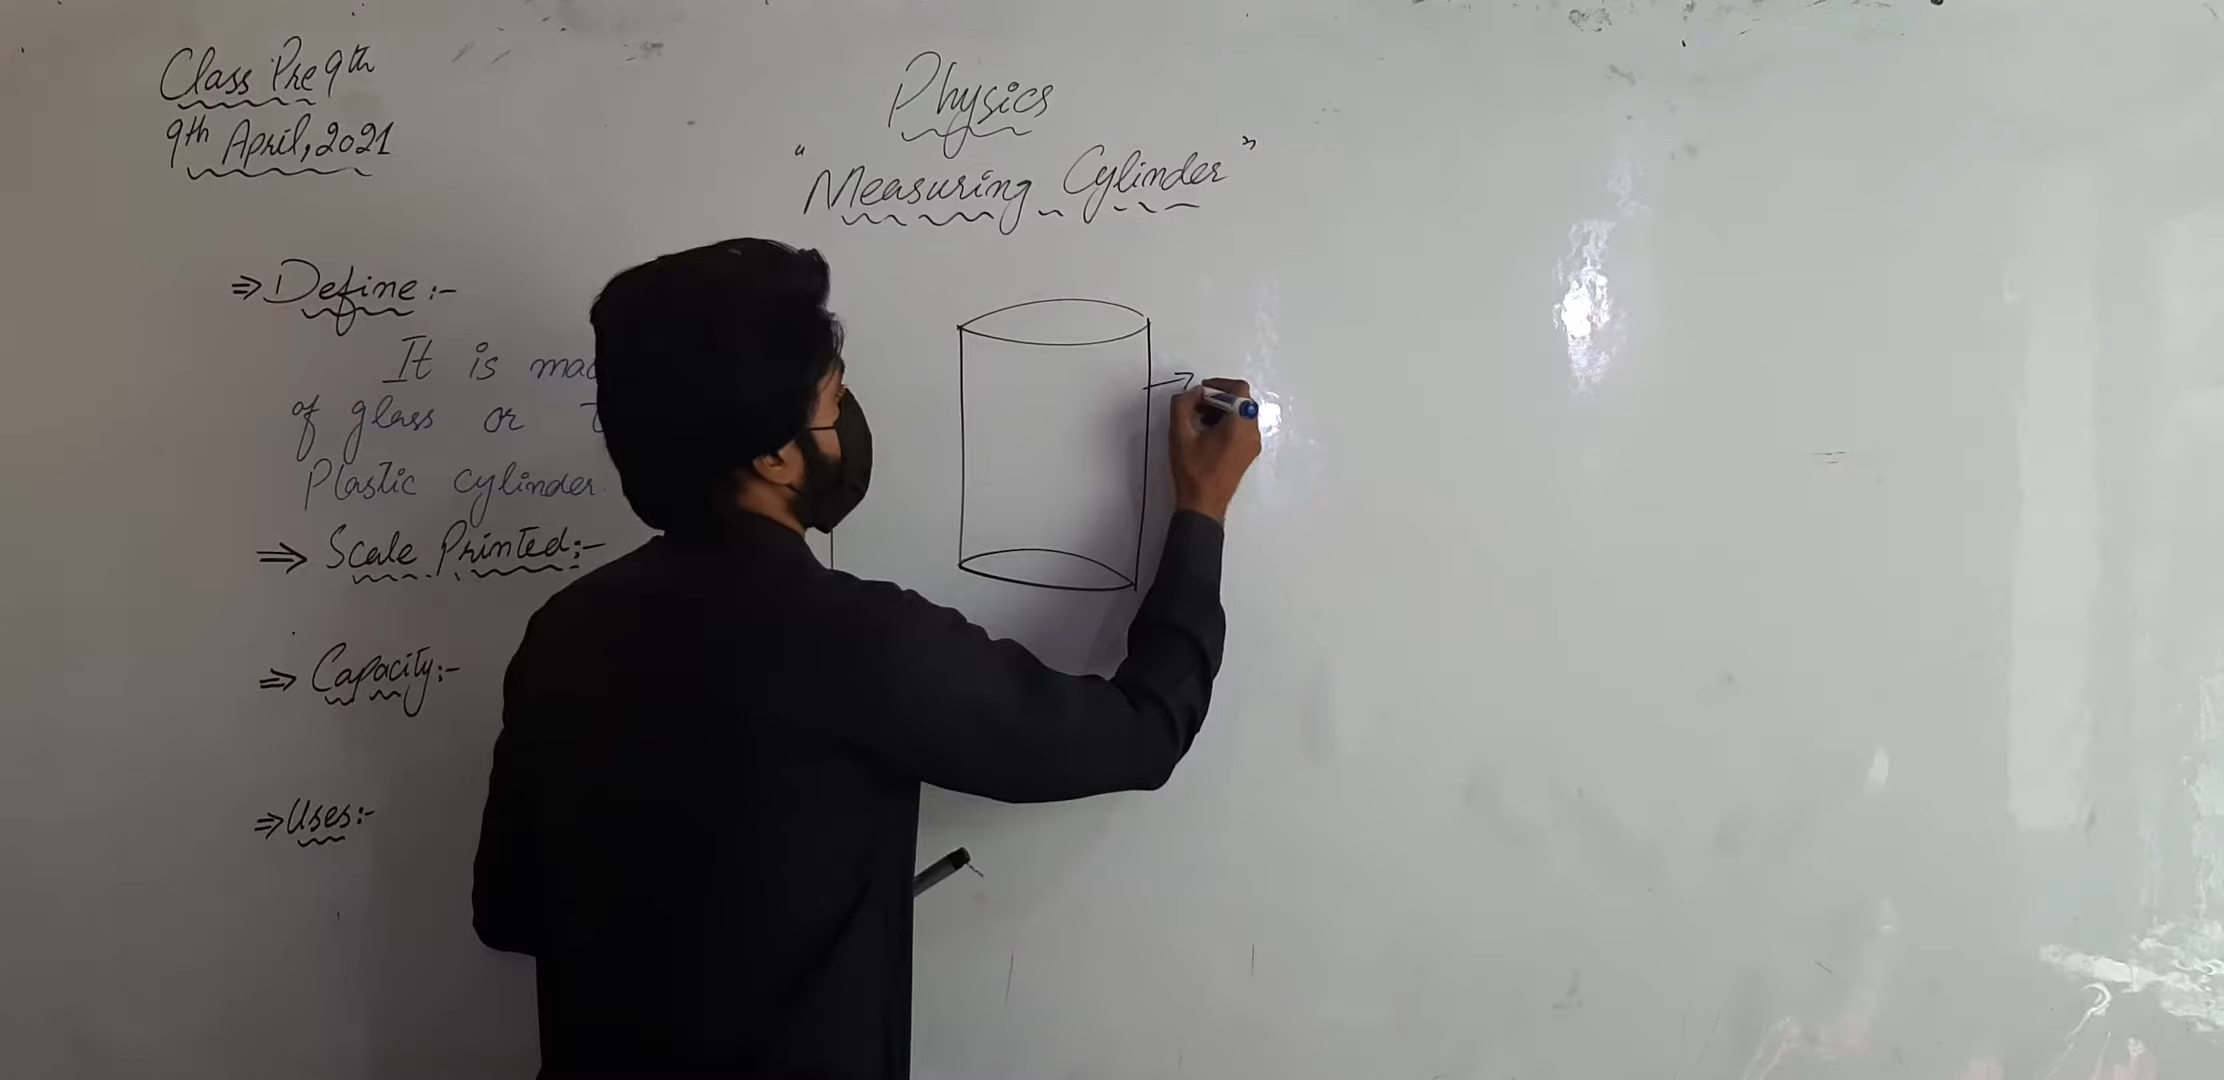 Class Pre 9th
9th April, 2021
Physics
"Measuring Cylinder"
⇒ Define :-
It is
of glass or
Plastic cylinder.
⇒ Scale Printed :-
⇒ Capacity :-
⇒ Uses :-